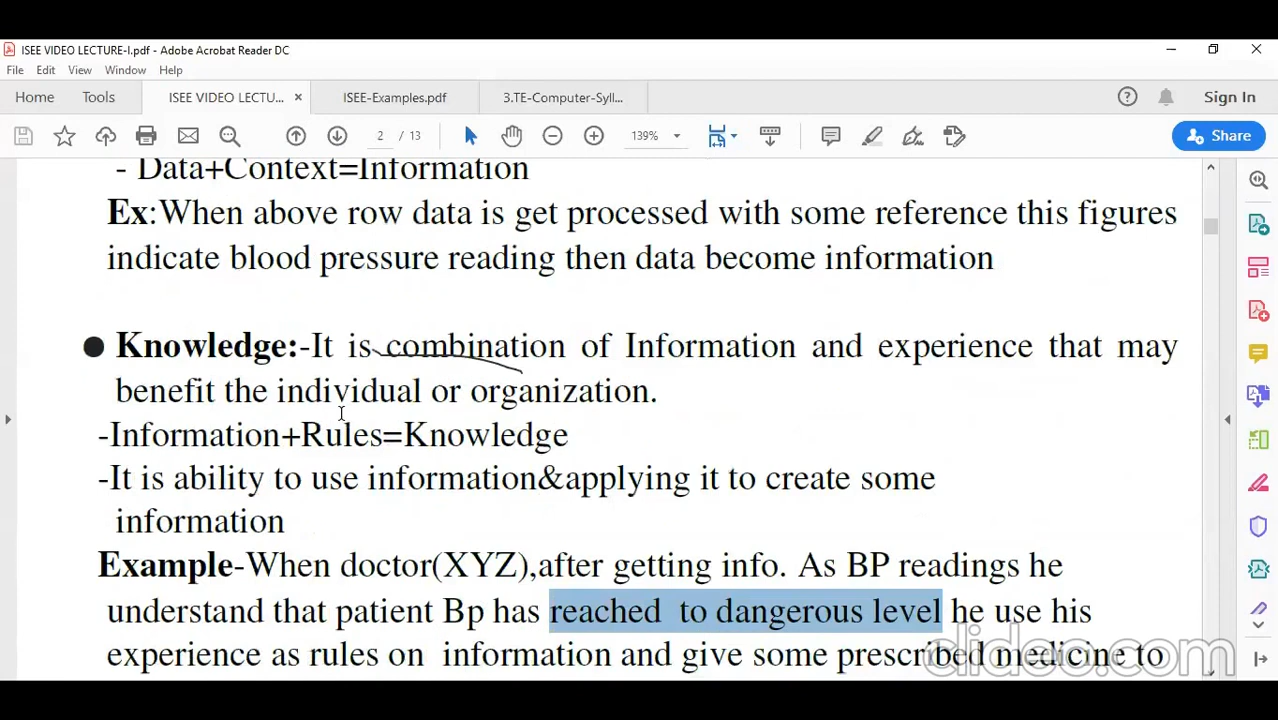 ISEE VIDEO LECTURE-I.pdf - Adobe Acrobat Reader DC
File Edit View Window Help
Home Tools ISEE VIDEO LECTU... × ISEE-Examples.pdf 3.TE-Computer-Syll... Sign In
2 / 13 139% Share
- Data+Context=Information
Ex:When above row data is get processed with some reference this figures
indicate blood pressure reading then data become information
● Knowledge:-It is combination of Information and experience that may
benefit the individual or organization.
-Information+Rules=Knowledge
-It is ability to use information&applying it to create some
information
Example-When doctor(XYZ),after getting info. As BP readings he
understand that patient Bp has reached to dangerous level he use his
experience as rules on information and give some prescribed medicine to
clideo.com